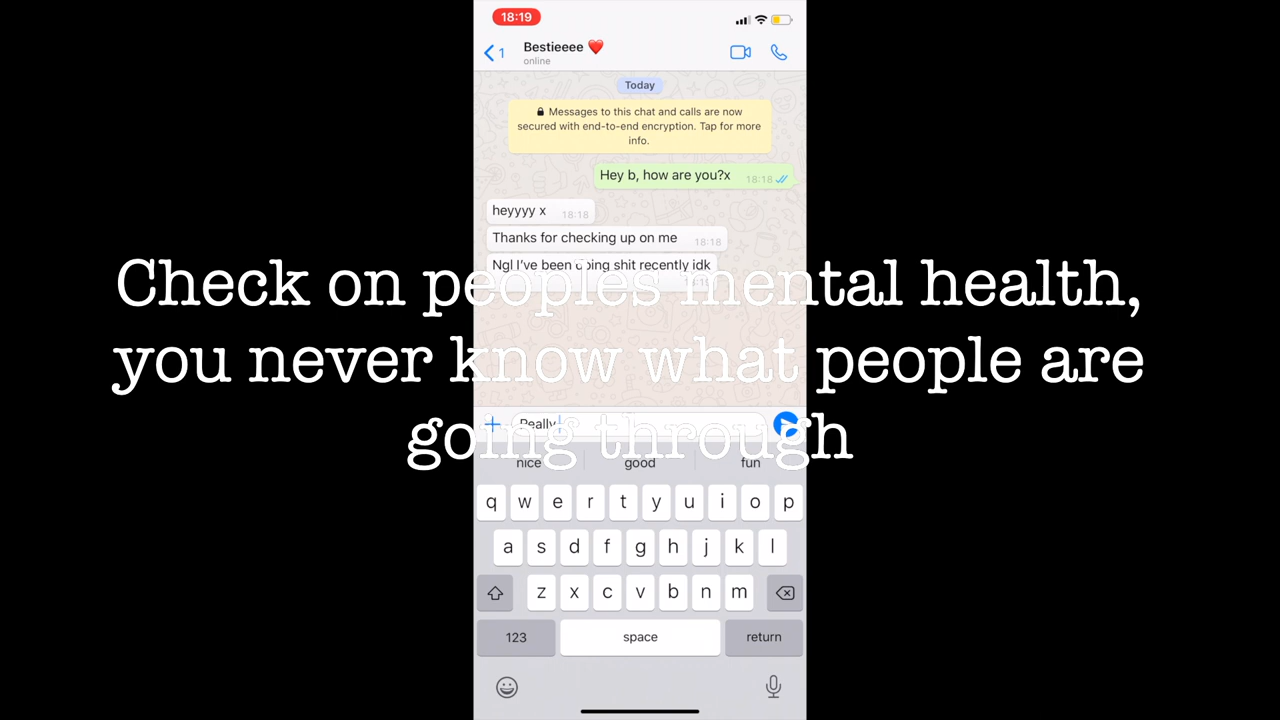 18:19
1
Bestieeee ❤️
online
Today
Messages to this chat and calls are now
secured with end-to-end encryption. Tap for more
info.
Hey b, how are you?x 18:18
heyyyy x 18:18
Thanks for checking up on me 18:18
Ngl I've been doing shit recently idk
Check on peoples mental health,
you never know what people are
going through
Really
nice good fun
q w e r t y u i o p
a s d f g h j k l
z x c v b n m
123 space return